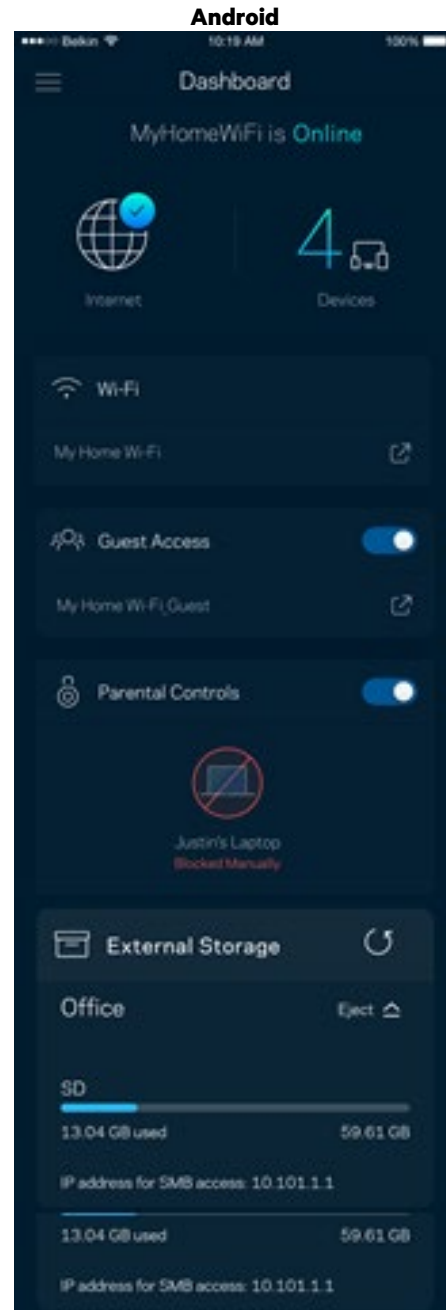 Android
Belkin 10:19 AM 100%
Dashboard
MyHomeWiFi is Online
4
Internet Devices
Wi-Fi
My Home Wi-Fi
Guest Access
My Home Wi-Fi_Guest
Parental Controls
Justin's Laptop
Blocked Manually
External Storage
Office Eject
SD
13.04 GB used 59.61 GB
IP address for SMB access: 10.101.1.1
13.04 GB used 59.61 GB
IP address for SMB access: 10.101.1.1